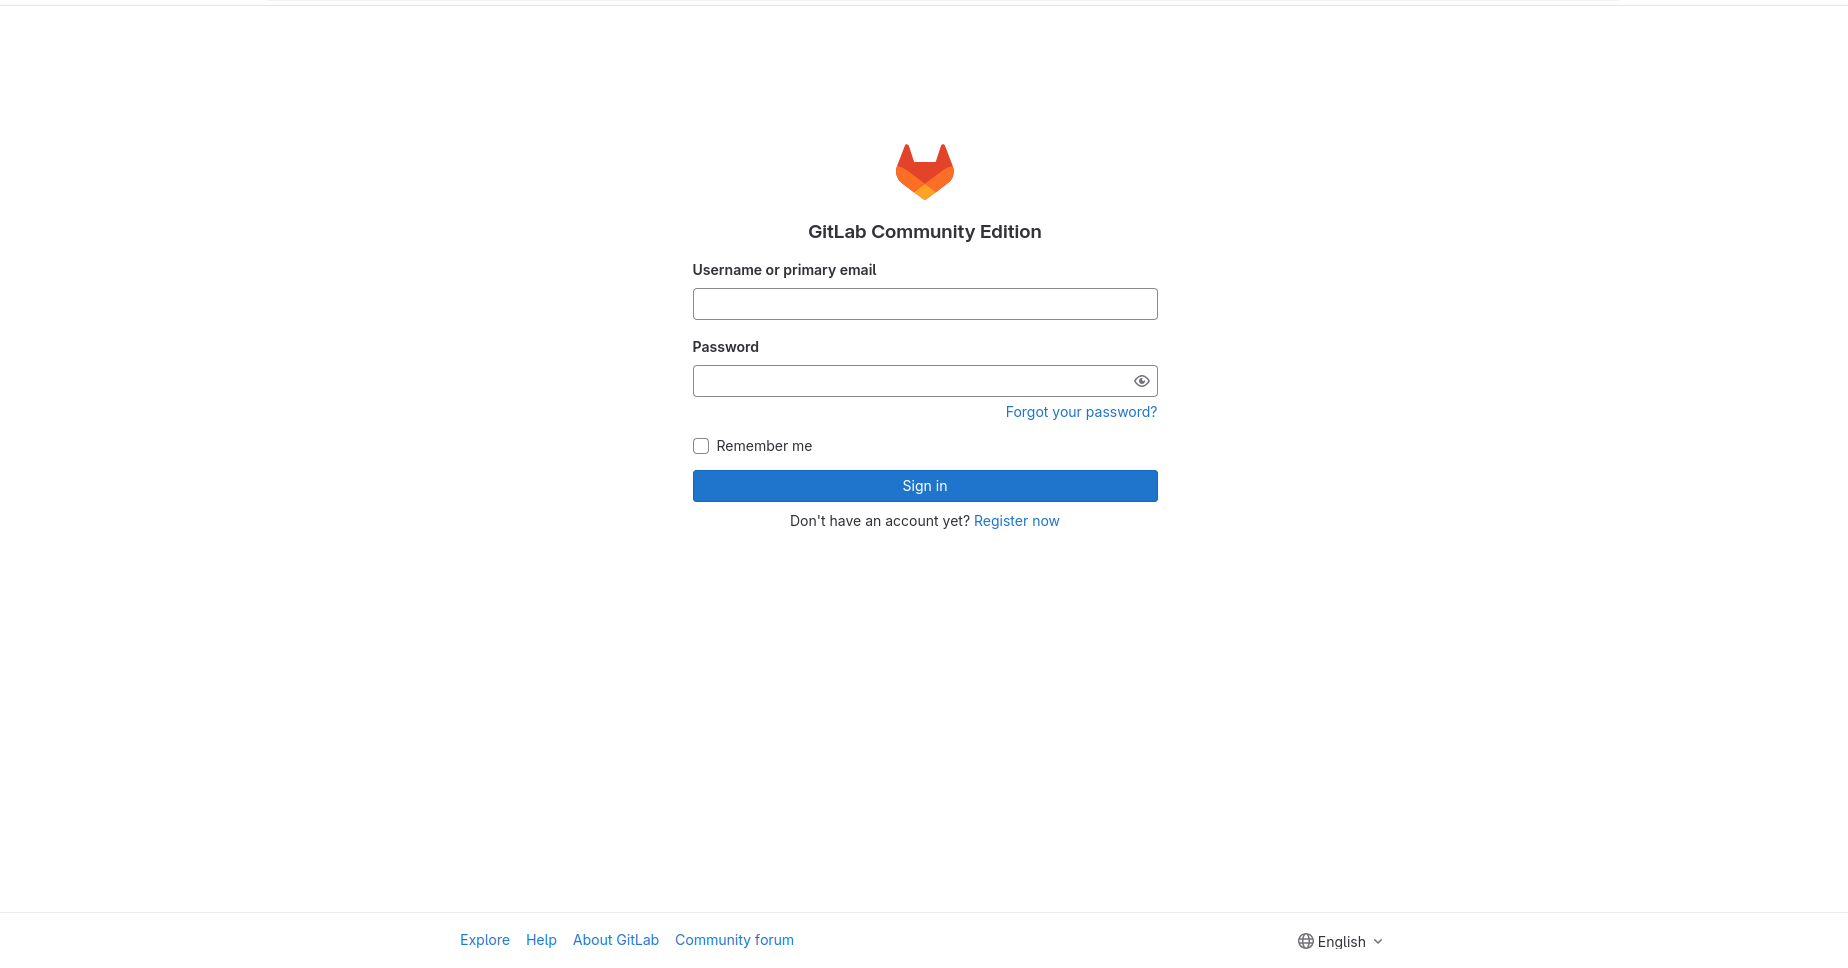 GitLab Community Edition
Username or primary email
Password
Forgot your password?
Remember me
Sign in
Don't have an account yet? Register now
Explore Help About GitLab Community forum English